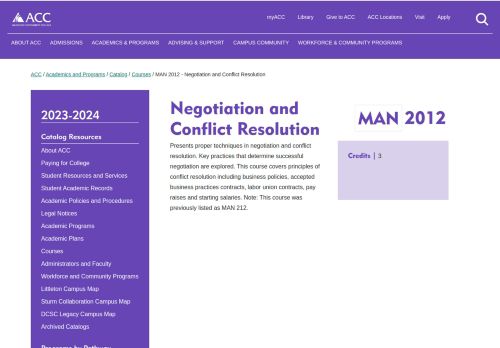 ACC
myACC Library Give to ACC ACC Locations Visit Apply
ABOUT ACC ADMISSIONS ACADEMICS & PROGRAMS ADVISING & SUPPORT CAMPUS COMMUNITY WORKFORCE & COMMUNITY PROGRAMS
ACC / Academics and Programs / Catalog / Courses / MAN 2012 - Negotiation and Conflict Resolution
2023-2024
Catalog Resources
About ACC
Paying for College
Student Resources and Services
Student Academic Records
Academic Policies and Procedures
Legal Notices
Academic Programs
Academic Plans
Courses
Administrators and Faculty
Workforce and Community Programs
Littleton Campus Map
Sturm Collaboration Campus Map
DCSC Legacy Campus Map
Archived Catalogs
Programs by Pathway
Negotiation and
Conflict Resolution
Presents proper techniques in negotiation and conflict
resolution. Key practices that determine successful
negotiation are explored. This course covers principles of
conflict resolution including business policies, accepted
business practices contracts, labor union contracts, pay
raises and starting salaries. Note: This course was
previously listed as MAN 212.
MAN 2012
Credits | 3